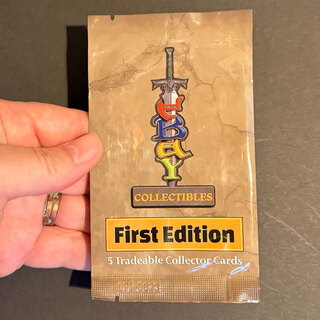 eBaY
COLLECTIBLES
First Edition
5 Tradeable Collector Cards